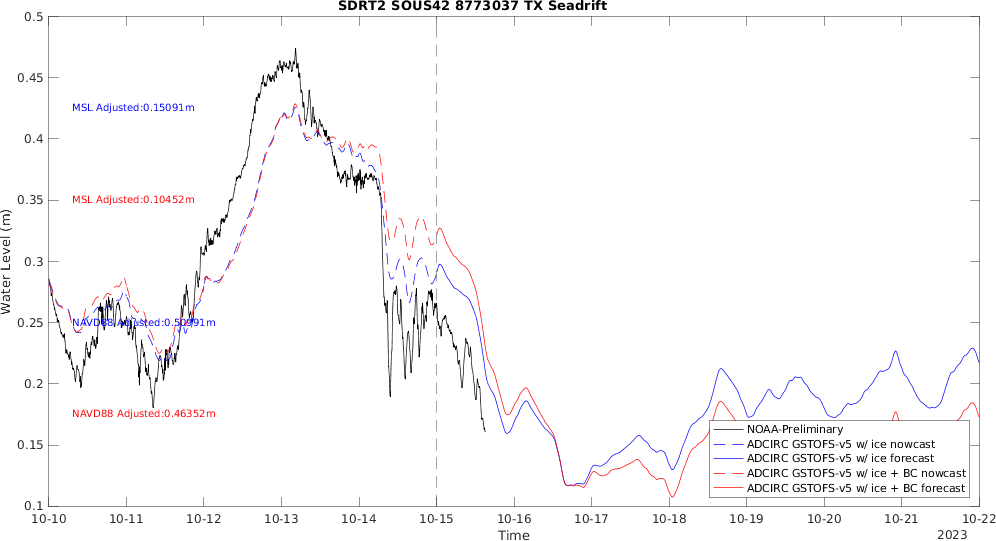 SDRT2 SOUS42 8773037 TX Seadrift
0.5
0.45
0.4
0.35
0.3
0.25
0.2
0.15
0.1
Water Level (m)
MSL Adjusted:0.15091m
MSL Adjusted:0.10452m
NAVD88 Adjusted:0.50991m
NAVD88 Adjusted:0.46352m
NOAA-Preliminary
ADCIRC GSTOFS-v5 w/ ice nowcast
ADCIRC GSTOFS-v5 w/ ice forecast
ADCIRC GSTOFS-v5 w/ ice + BC nowcast
ADCIRC GSTOFS-v5 w/ ice + BC forecast
10-10 10-11 10-12 10-13 10-14 10-15 10-16 10-17 10-18 10-19 10-20 10-21 10-22
Time
2023